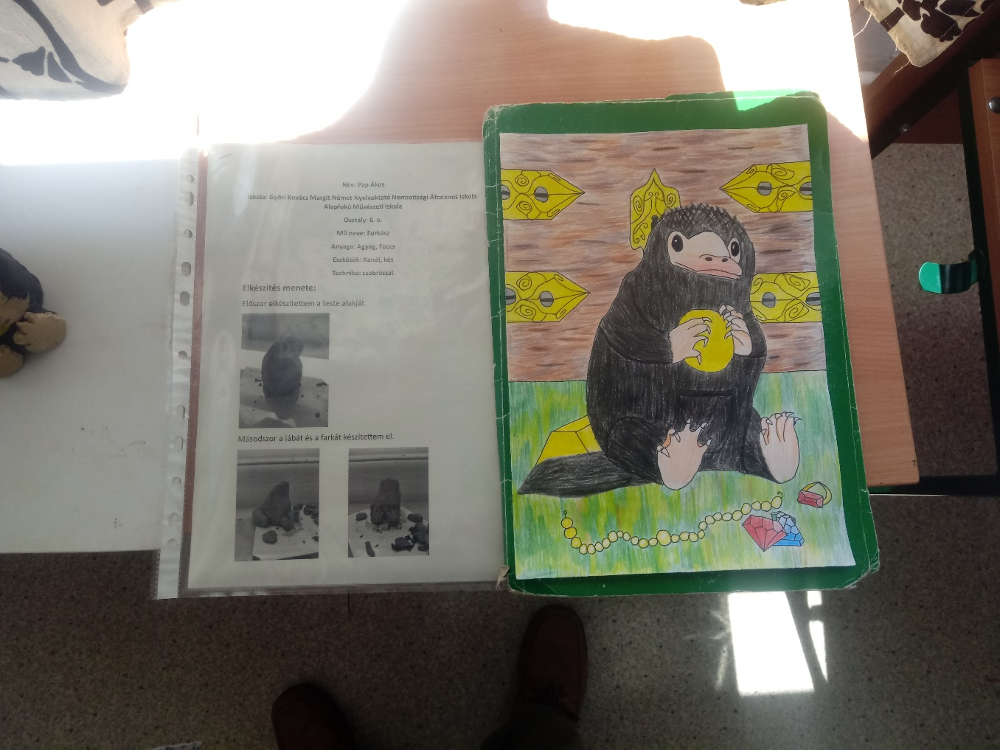 Név: Pap Ákos
Iskola: Győri Kovács Margit Német Nyelvoktató Nemzetiségi Általános Iskola
Alapfokú Művészeti Iskola
Osztály: 6. o.
Mű neve: Furkász
Anyaga: Agyag, Foccs
Eszközök: Kanál, kés
Technika: szobrászat
Elkészítés menete:
Először elkészítettem a teste alakját.
Másodszor a lábát és a farkát készítettem el.